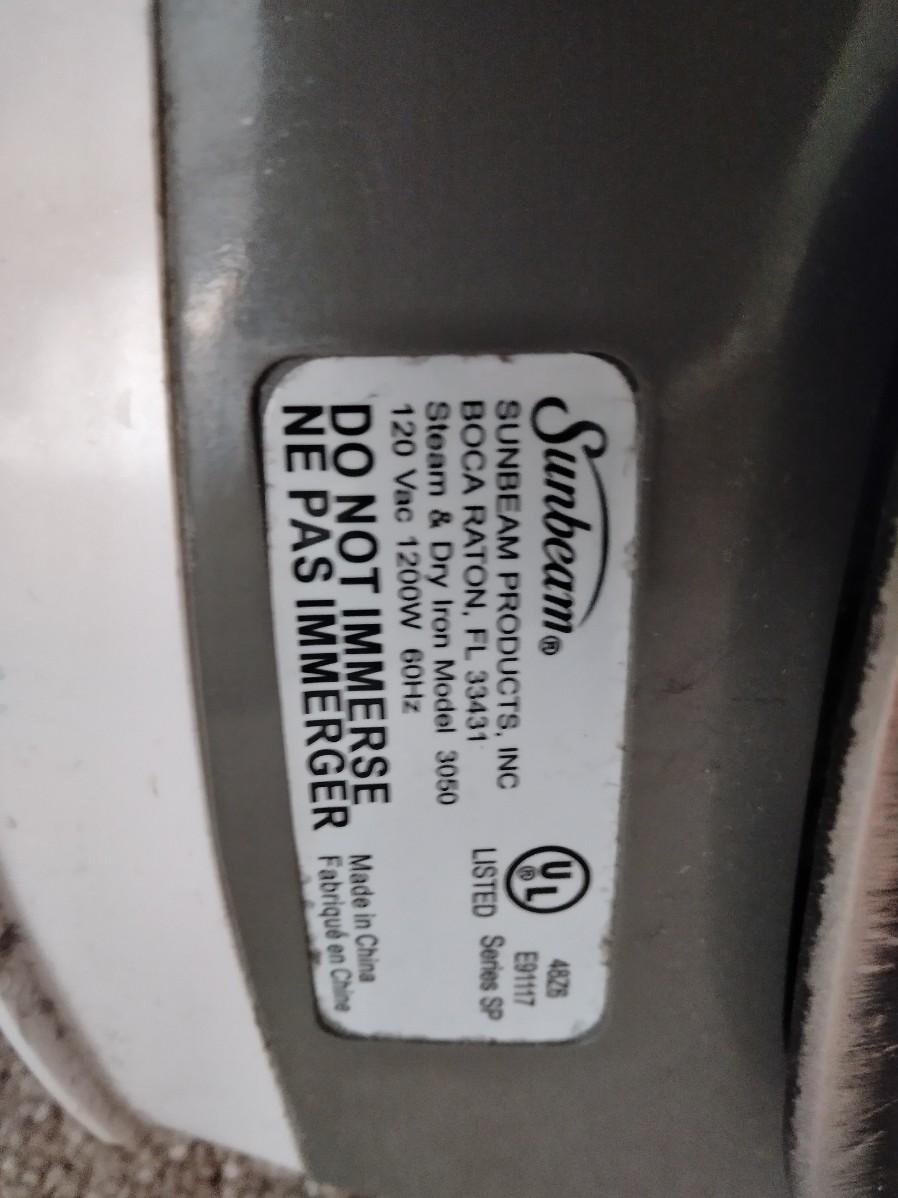 Sunbeam®
SUNBEAM PRODUCTS, INC
BOCA RATON, FL 33431
Steam & Dry Iron Model 3050
120 Vac 1200W 60Hz
DO NOT IMMERSE
NE PAS IMMERGER
UL®
LISTED
48Z6
E91117
Series SP
Made in China
Fabriqué en Chine